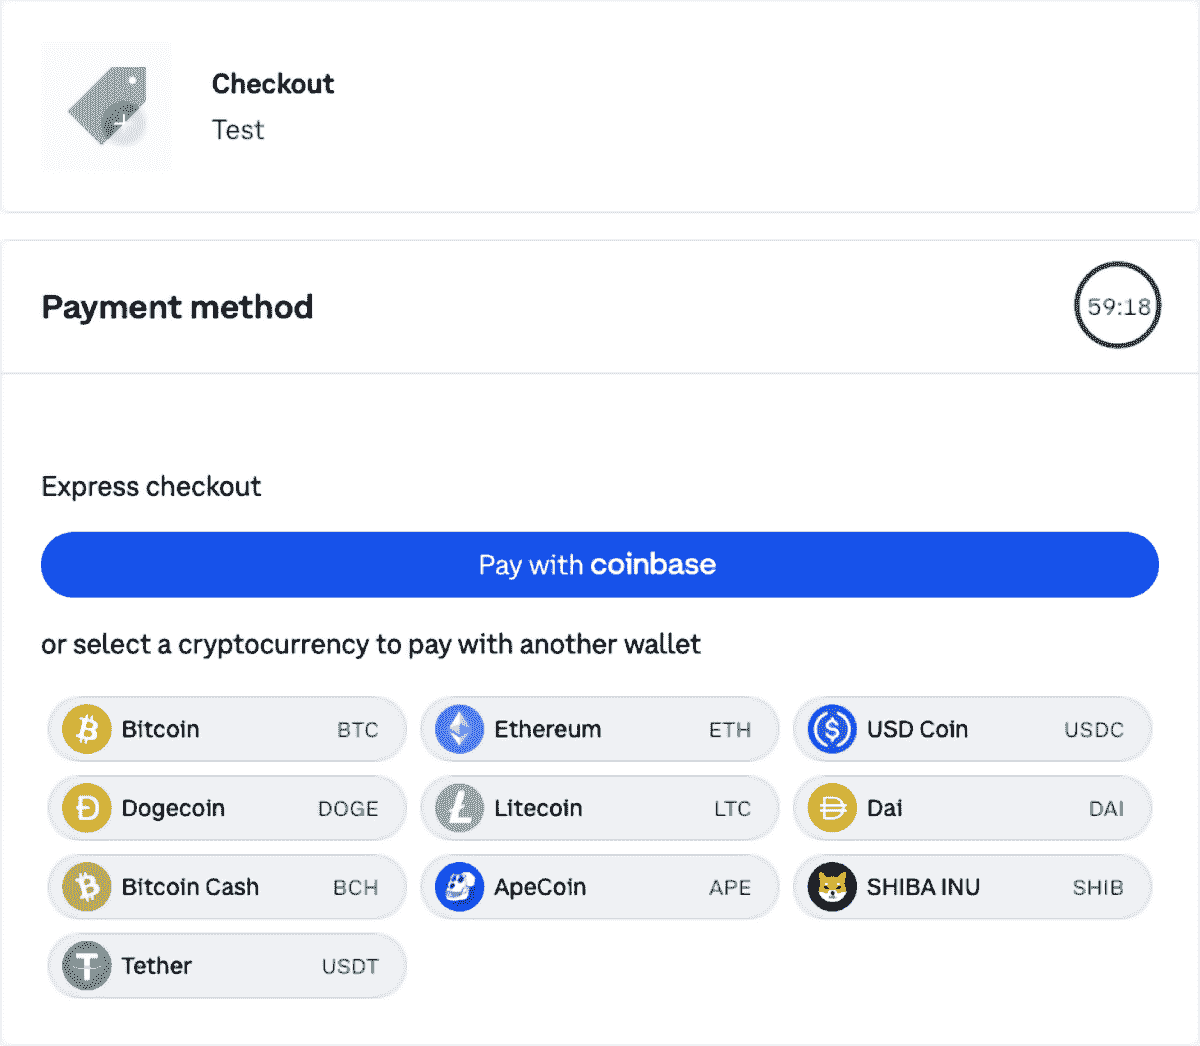 Checkout
Test
Payment method
59:18
Express checkout
Pay with coinbase
or select a cryptocurrency to pay with another wallet
Bitcoin BTC
Ethereum ETH
USD Coin USDC
Dogecoin DOGE
Litecoin LTC
Dai DAI
Bitcoin Cash BCH
ApeCoin APE
SHIBA INU SHIB
Tether USDT